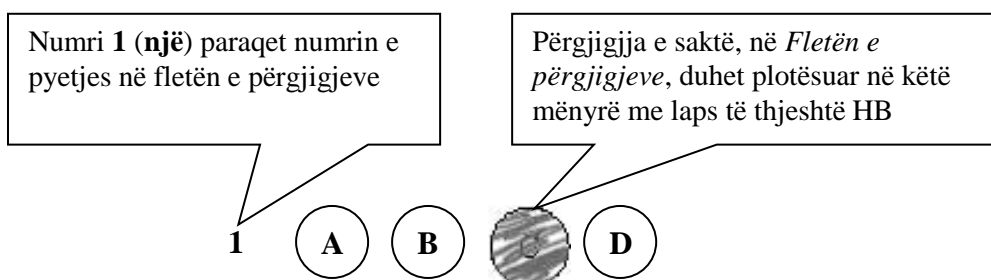 Numri 1 (një) paraqet numrin e
pyetjes në fletën e përgjigjeve
Përgjigjja e saktë, në Fletën e
përgjigjeve, duhet plotësuar në këtë
mënyrë me laps të thjeshtë HB
1 A B D